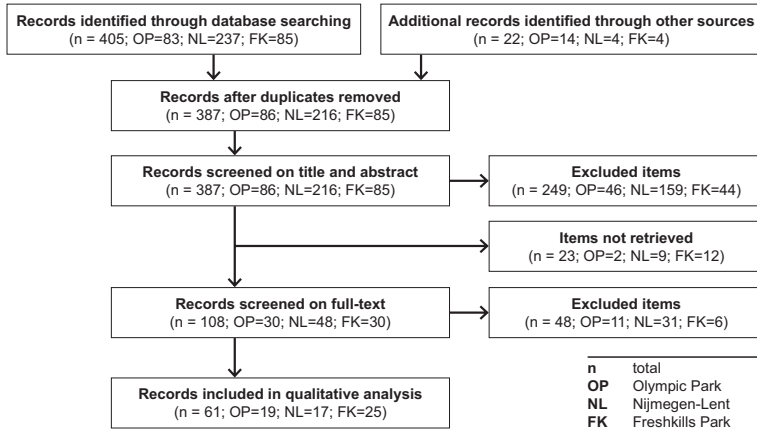 Records identified through database searching
(n = 405; OP=83; NL=237; FK=85)
Additional records identified through other sources
(n = 22; OP=14; NL=4; FK=4)
Records after duplicates removed
(n = 387; OP=86; NL=216; FK=85)
Records screened on title and abstract
(n = 387; OP=86; NL=216; FK=85)
Excluded items
(n = 249; OP=46; NL=159; FK=44)
Items not retrieved
(n = 23; OP=2; NL=9; FK=12)
Records screened on full-text
(n = 108; OP=30; NL=48; FK=30)
Excluded items
(n = 48; OP=11; NL=31; FK=6)
Records included in qualitative analysis
(n = 61; OP=19; NL=17; FK=25)
n total
OP Olympic Park
NL Nijmegen-Lent
FK Freshkills Park